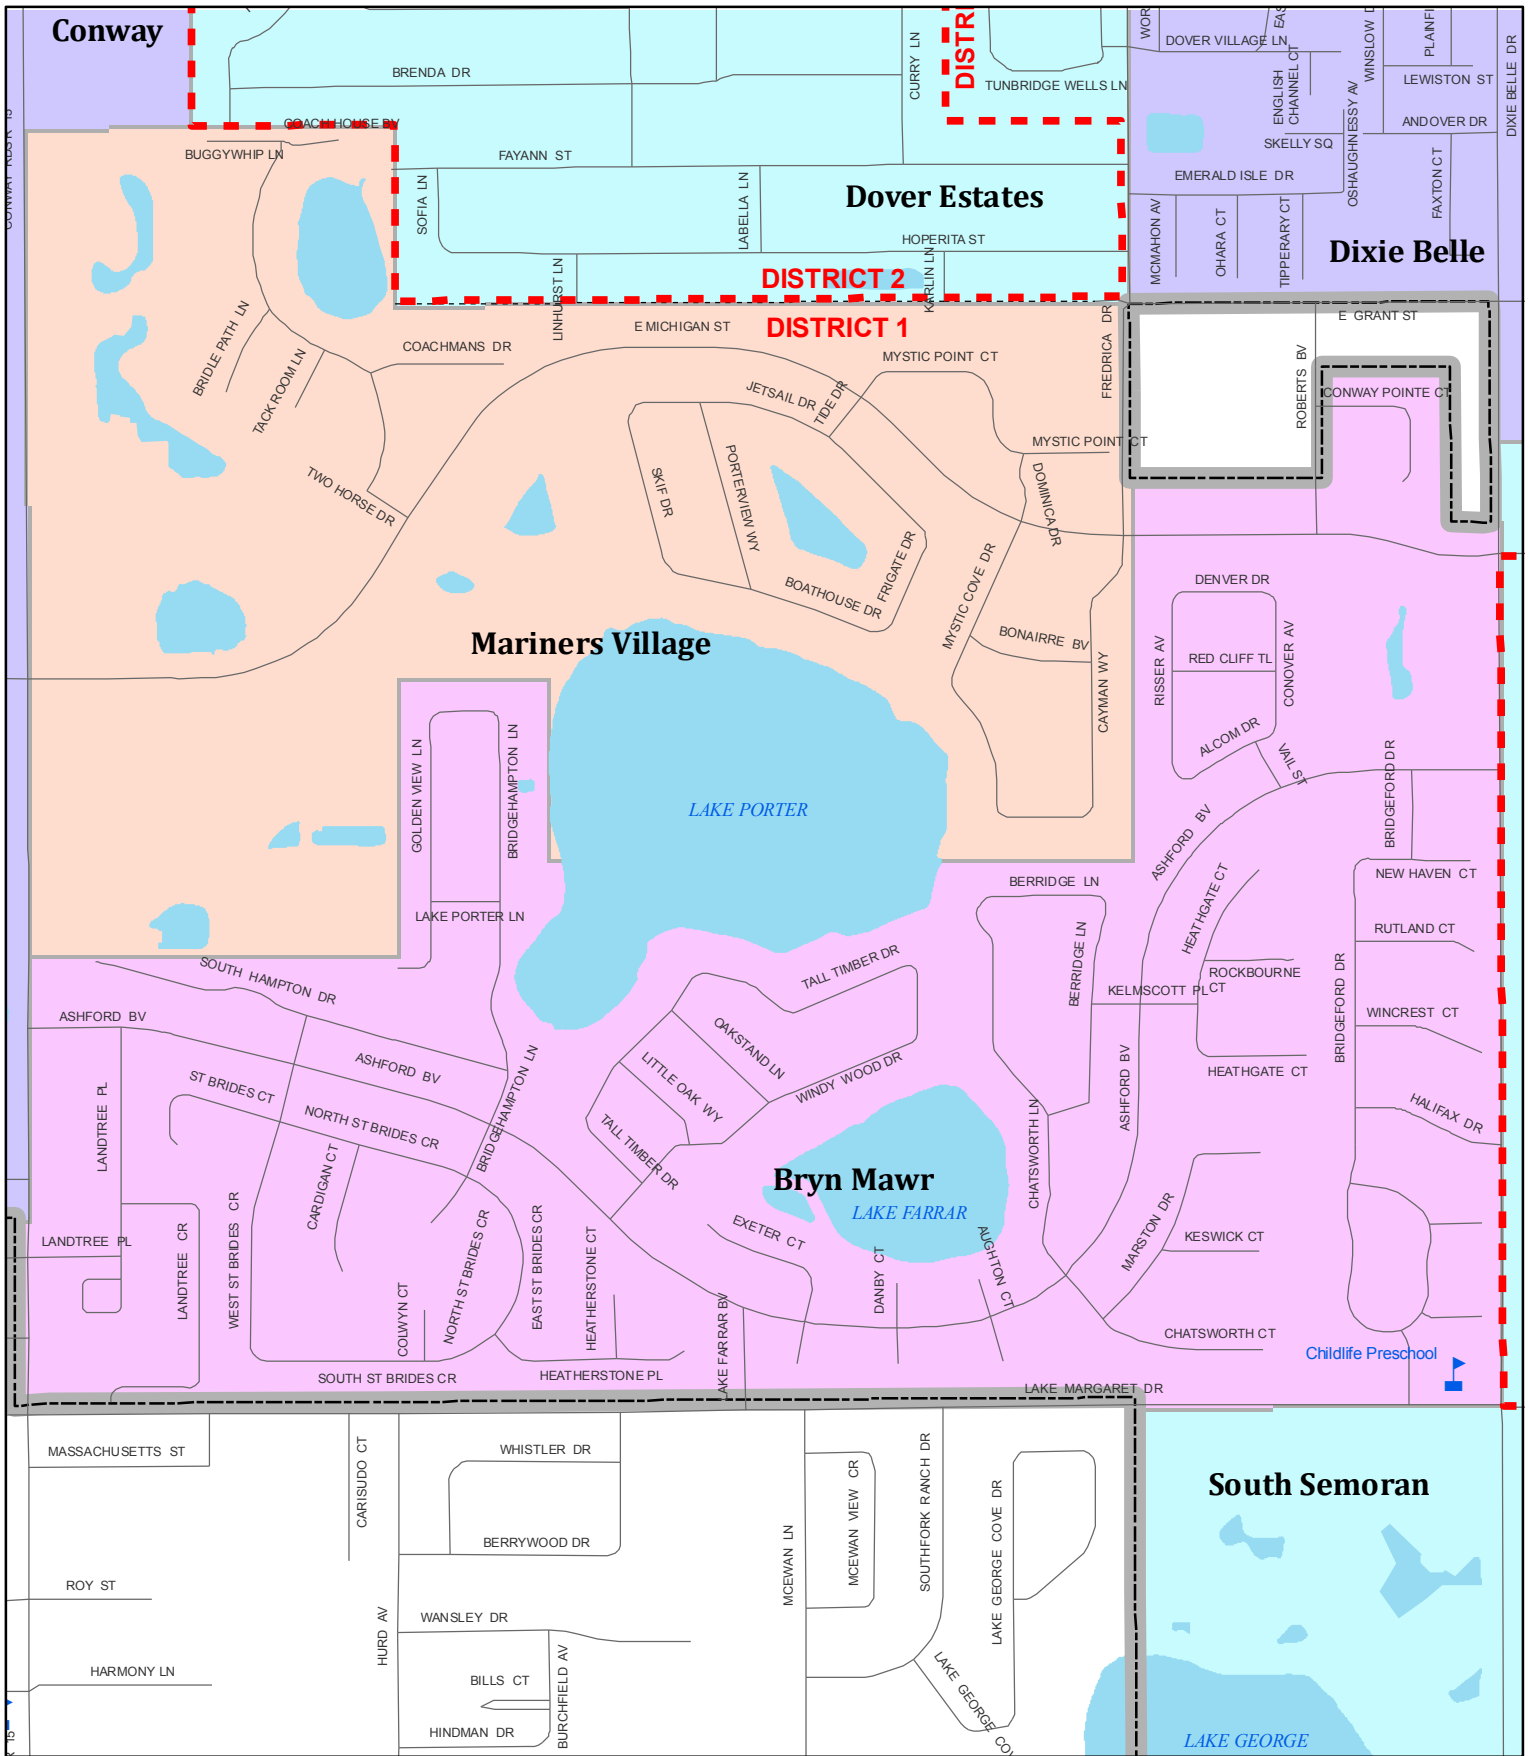 Conway
BRENDA DR
CURRY LN
TUNBRIDGE WELLS LN
DOVER VILLAGE LN
ENGLISH
CHANNEL CT
LEWISTON ST
DIXIE BELLE DR
COACH HOUSE BV
BUGGYWHIP LN
FAYANN ST
SKELLY SQ
OSHAUGHNESSY AV
ANDOVER DR
FAXTON CT
SOFIA LN
LABELLA LN
Dover Estates
EMERALD ISLE DR
MCMAHON AV
OHARA CT
TIPPERARY CT
Dixie Belle
HOPERITA ST
KARLIN LN
LINHURST LN
DISTRICT 2
DISTRICT 1
E MICHIGAN ST
E GRANT ST
BRIDLE PATH LN
TACK ROOM LN
COACHMANS DR
MYSTIC POINT CT
FREDRICA DR
ROBERTS BV
CONWAY POINTE CT
JETSAIL DR
TIDE DR
MYSTIC POINT CT
TWO HORSE DR
SKIF DR
PORTERVIEW WY
DOMINICA DR
FRIGATE DR
BOATHOUSE DR
MYSTIC COVE DR
BONAIRRE BV
CAYMAN WY
DENVER DR
RISSER AV
RED CLIFF TL
CONOVER AV
Mariners Village
ALCOM DR
VAIL ST
GOLDEN VIEW LN
BRIDGEHAMPTON LN
LAKE PORTER
ASHFORD BV
BRIDGEFORD DR
LAKE PORTER LN
BERRIDGE LN
BERRIDGE LN
HEATHGATE CT
NEW HAVEN CT
RUTLAND CT
SOUTH HAMPTON DR
TALL TIMBER DR
ROCKBOURNE
CT
KELMSCOTT PL
BRIDGEFORD DR
WINCREST CT
ASHFORD BV
ASHFORD BV
OAKSTAND LN
LITTLE OAK WY
WINDY WOOD DR
ASHFORD BV
HEATHGATE CT
HALIFAX DR
ST BRIDES CT
NORTH ST BRIDES CR
BRIDGEHAMPTON LN
LANDTREE PL
CARDIGAN CT
TALL TIMBER DR
Bryn Mawr
LAKE FARRAR
CHATSWORTH LN
MARSTON DR
KESWICK CT
LANDTREE PL
LANDTREE CR
WEST ST BRIDES CR
COLWYN CT
NORTH ST BRIDES CR
EAST ST BRIDES CR
HEATHERSTONE CT
EXETER CT
DANBY CT
AUGHTON CT
CHATSWORTH CT
Childlife Preschool
SOUTH ST BRIDES CR
HEATHERSTONE PL
LAKE FARRAR BV
LAKE MARGARET DR
MASSACHUSETTS ST
CARISUDO CT
WHISTLER DR
BERRYWOOD DR
MCEWAN LN
MCEWAN VIEW CR
SOUTHFORK RANCH DR
LAKE GEORGE COVE DR
South Semoran
ROY ST
HURD AV
WANSLEY DR
HARMONY LN
BILLS CT
BURCHFIELD AV
HINDMAN DR
LAKE GEORGE
LAKE GEORGE